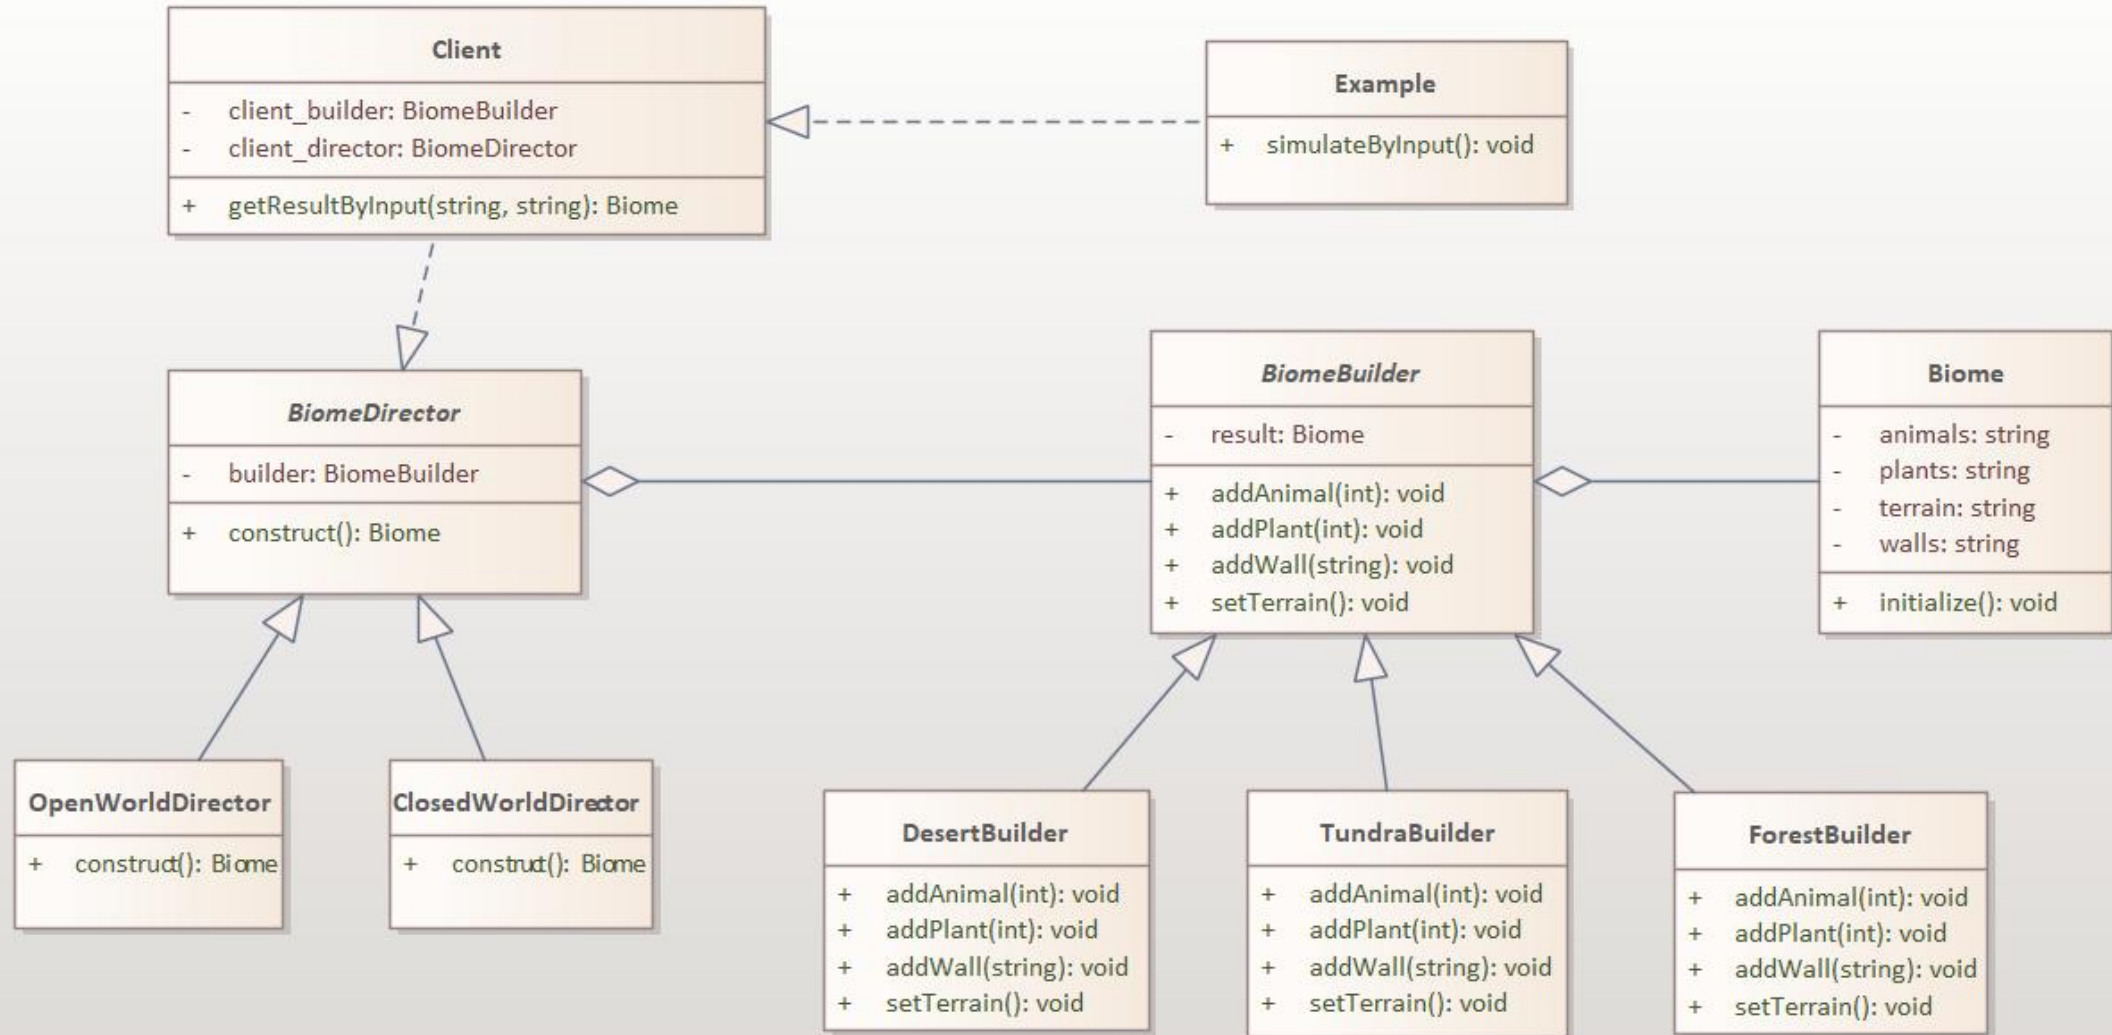 Client
- client_builder: BiomeBuilder
- client_director: BiomeDirector
+ getResultByInput(string, string): Biome
Example
+ simulateByInput(): void
BiomeDirector
- builder: BiomeBuilder
+ construct(): Biome
BiomeBuilder
- result: Biome
+ addAnimal(int): void
+ addPlant(int): void
+ addWall(string): void
+ setTerrain(): void
Biome
- animals: string
- plants: string
- terrain: string
- walls: string
+ initialize(): void
OpenWorldDirector
+ construct(): Biome
ClosedWorldDirector
+ construct(): Biome
DesertBuilder
+ addAnimal(int): void
+ addPlant(int): void
+ addWall(string): void
+ setTerrain(): void
TundraBuilder
+ addAnimal(int): void
+ addPlant(int): void
+ addWall(string): void
+ setTerrain(): void
ForestBuilder
+ addAnimal(int): void
+ addPlant(int): void
+ addWall(string): void
+ setTerrain(): void